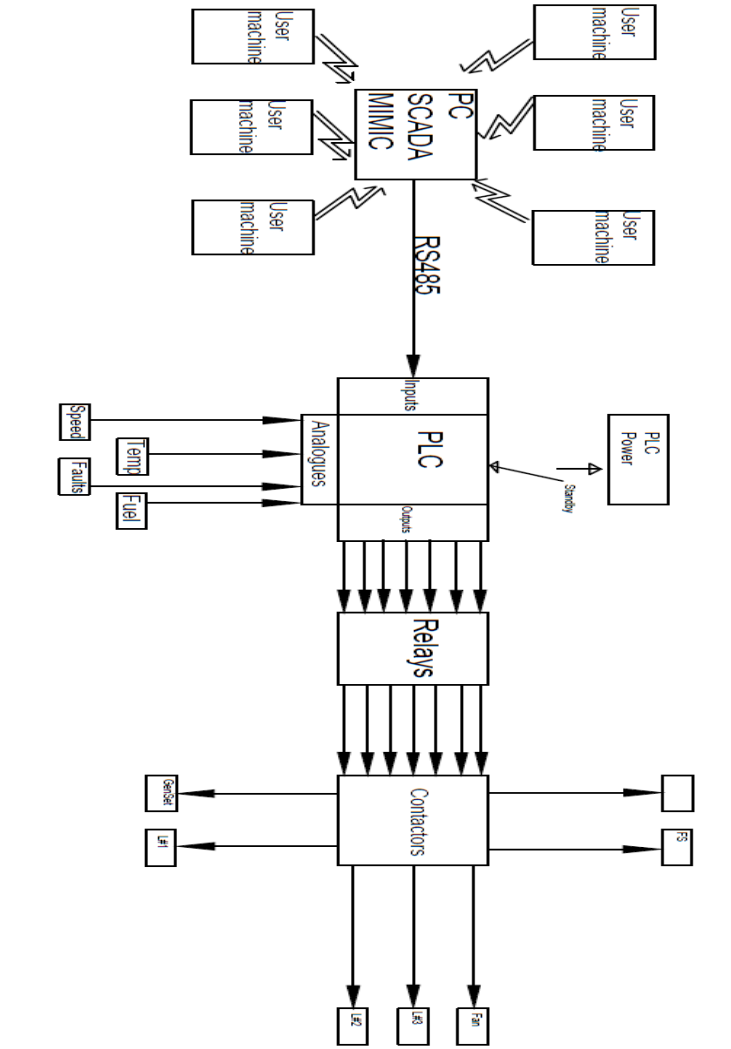 User
machine
User
machine
User
machine
User
machine
User
machine
User
machine
PC
SCADA
MIMIC
RS485
Inputs
PLC
Analogues
Outputs
PLC
Power
Standby
Speed
Temp
Faults
Fuel
Relays
Contactors
GenSet
L#1
FS
L#2
L#3
Fan